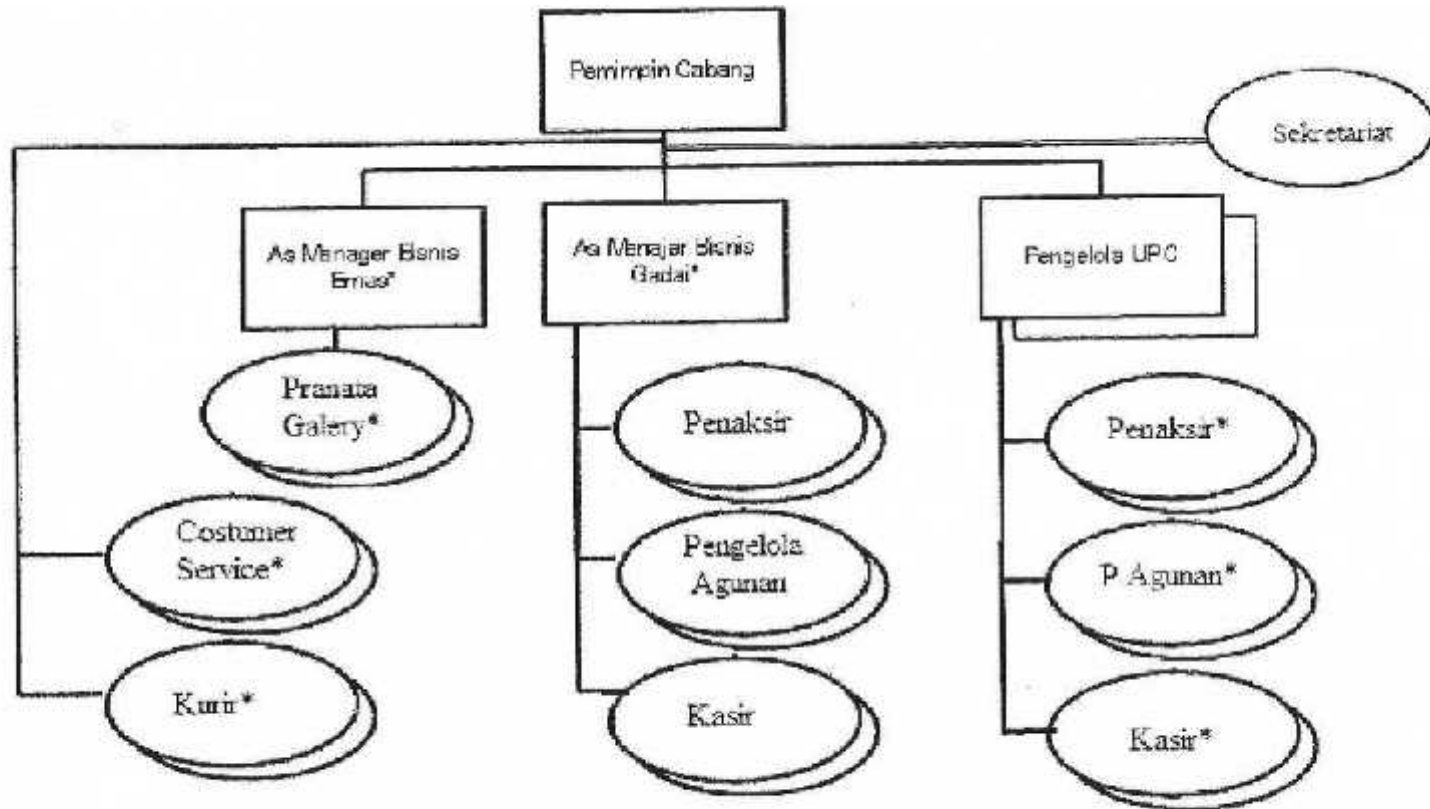 Pemimpin Cabang
Sekretariat
As Manager Bisnis
Emas*
As Manajar Bisnis
Gadai*
Pengelola UPC
Pranata
Galery*
Penaksir
Penaksir*
Costumer
Service*
Pengelola
Agunan
P Agunan*
Kurir*
Kasir
Kasir*